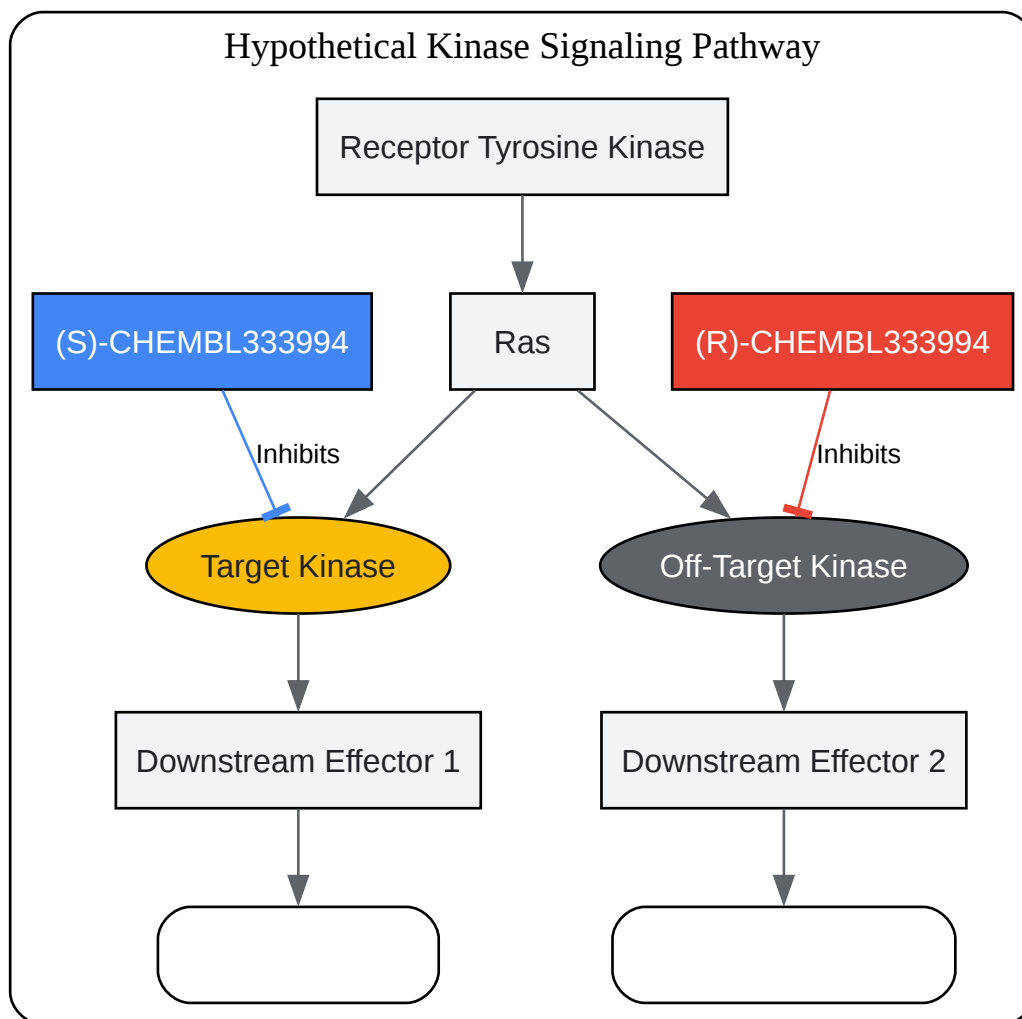 Hypothetical Kinase Signaling Pathway
Receptor Tyrosine Kinase
(S)-CHEMBL333994
Ras
(R)-CHEMBL333994
Inhibits
Inhibits
Target Kinase
Off-Target Kinase
Downstream Effector 1
Downstream Effector 2